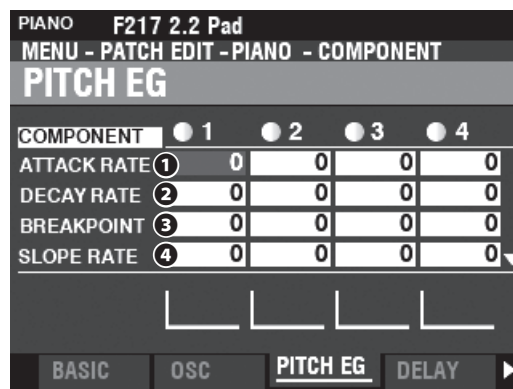 PIANO F217 2.2 Pad
MENU - PATCH EDIT - PIANO - COMPONENT
PITCH EG
COMPONENT 1 2 3 4
ATTACK RATE 1 0 0 0 0
DECAY RATE 2 0 0 0 0
BREAKPOINT 3 0 0 0 0
SLOPE RATE 4 0 0 0 0
BASIC OSC PITCH EG DELAY